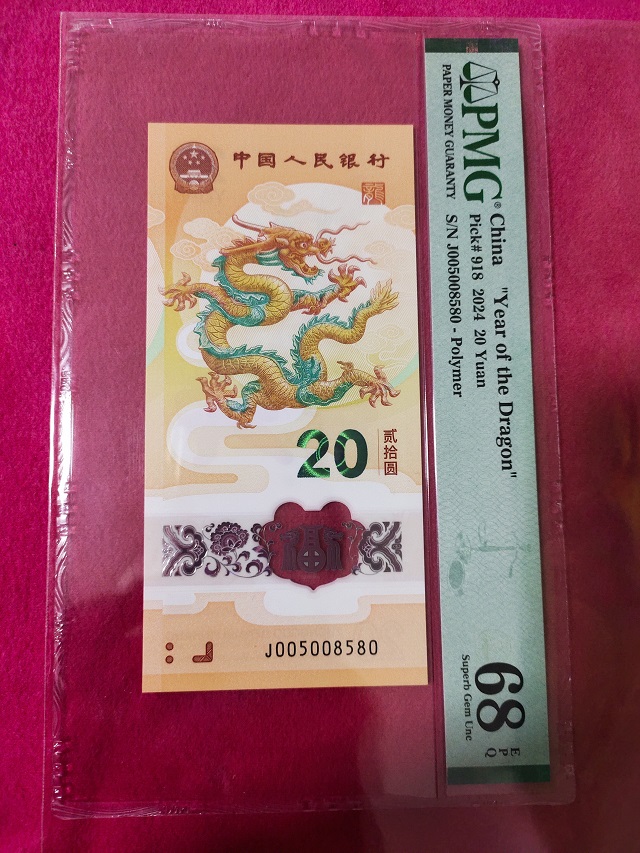 中国人民银行
龍
20
贰拾圆
J005008580
PMG®
PAPER MONEY GUARANTY
China "Year of the Dragon"
Pick# 918 2024 20 Yuan
S/N J005008580 - Polymer
68 EPQ
Superb Gem Unc